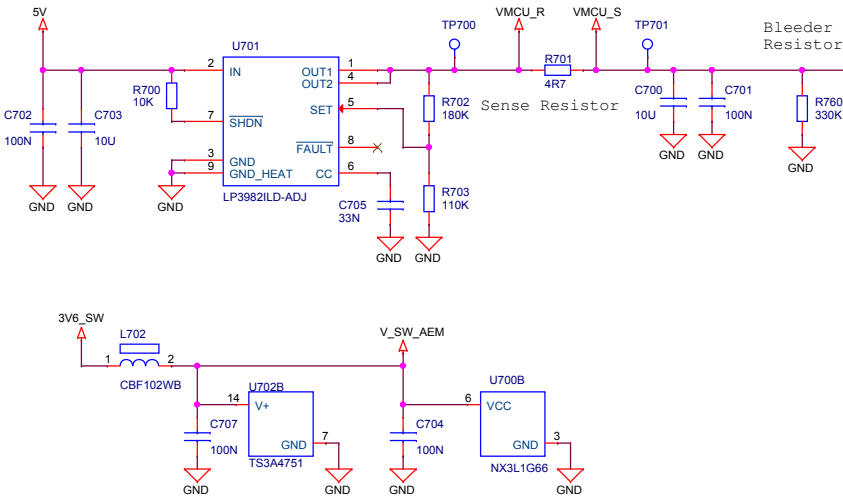 5V
VMCU_R
VMCU_S
TP700
TP701
Bleeder
Resistor
U701
2
IN
OUT1
1
OUT2
4
R701
4R7
R700
10K
C702
100N
C703
10U
SET
5
R702
180K
Sense Resistor
C700
10U
C701
100N
R760
330K
7
SHDN
FAULT
8
3
GND
9
GND_HEAT
CC
6
LP3982ILD-ADJ
C705
33N
R703
110K
GND
GND
GND
GND
GND
GND
GND
GND
3V6_SW
L702
1
2
CBF102WB
V_SW_AEM
U702B
14
V+
GND
7
TS3A4751
C707
100N
C704
100N
U700B
6
VCC
GND
3
NX3L1G66
GND
GND
GND
GND